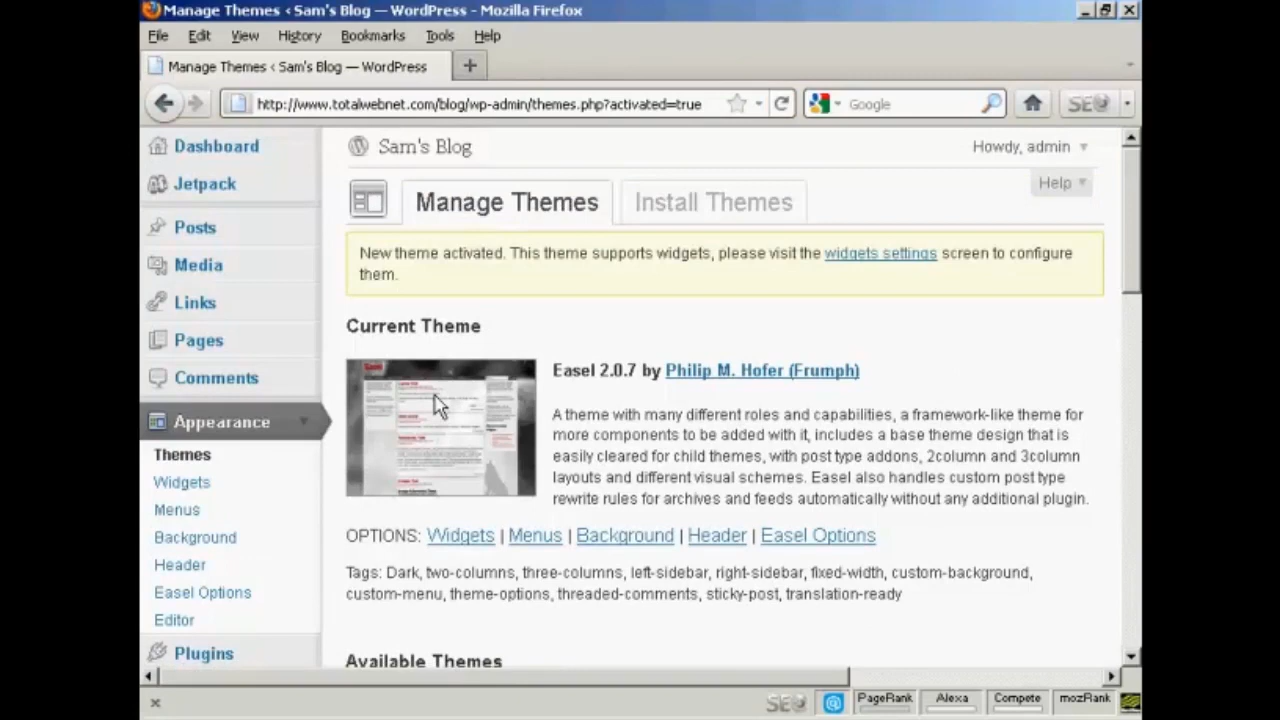 Manage Themes ‹ Sam's Blog — WordPress - Mozilla Firefox
File Edit View History Bookmarks Tools Help
Manage Themes ‹ Sam's Blog — WordPress
http://www.totalwebnet.com/blog/wp-admin/themes.php?activated=true
Google
SEO
Dashboard
Jetpack
Posts
Media
Links
Pages
Comments
Appearance
Themes
Widgets
Menus
Background
Header
Easel Options
Editor
Plugins
Sam's Blog
Howdy, admin
Help
Manage Themes
Install Themes
New theme activated. This theme supports widgets, please visit the widgets settings screen to configure
them.
Current Theme
Easel 2.0.7 by Philip M. Hofer (Frumph)
A theme with many different roles and capabilities, a framework-like theme for
more components to be added with it, includes a base theme design that is
easily cleared for child themes, with post type addons, 2column and 3column
layouts and different visual schemes. Easel also handles custom post type
rewrite rules for archives and feeds automatically without any additional plugin.
OPTIONS: Widgets | Menus | Background | Header | Easel Options
Tags: Dark, two-columns, three-columns, left-sidebar, right-sidebar, fixed-width, custom-background,
custom-menu, theme-options, threaded-comments, sticky-post, translation-ready
Available Themes
SEO
PageRank
Alexa
Compete
mozRank